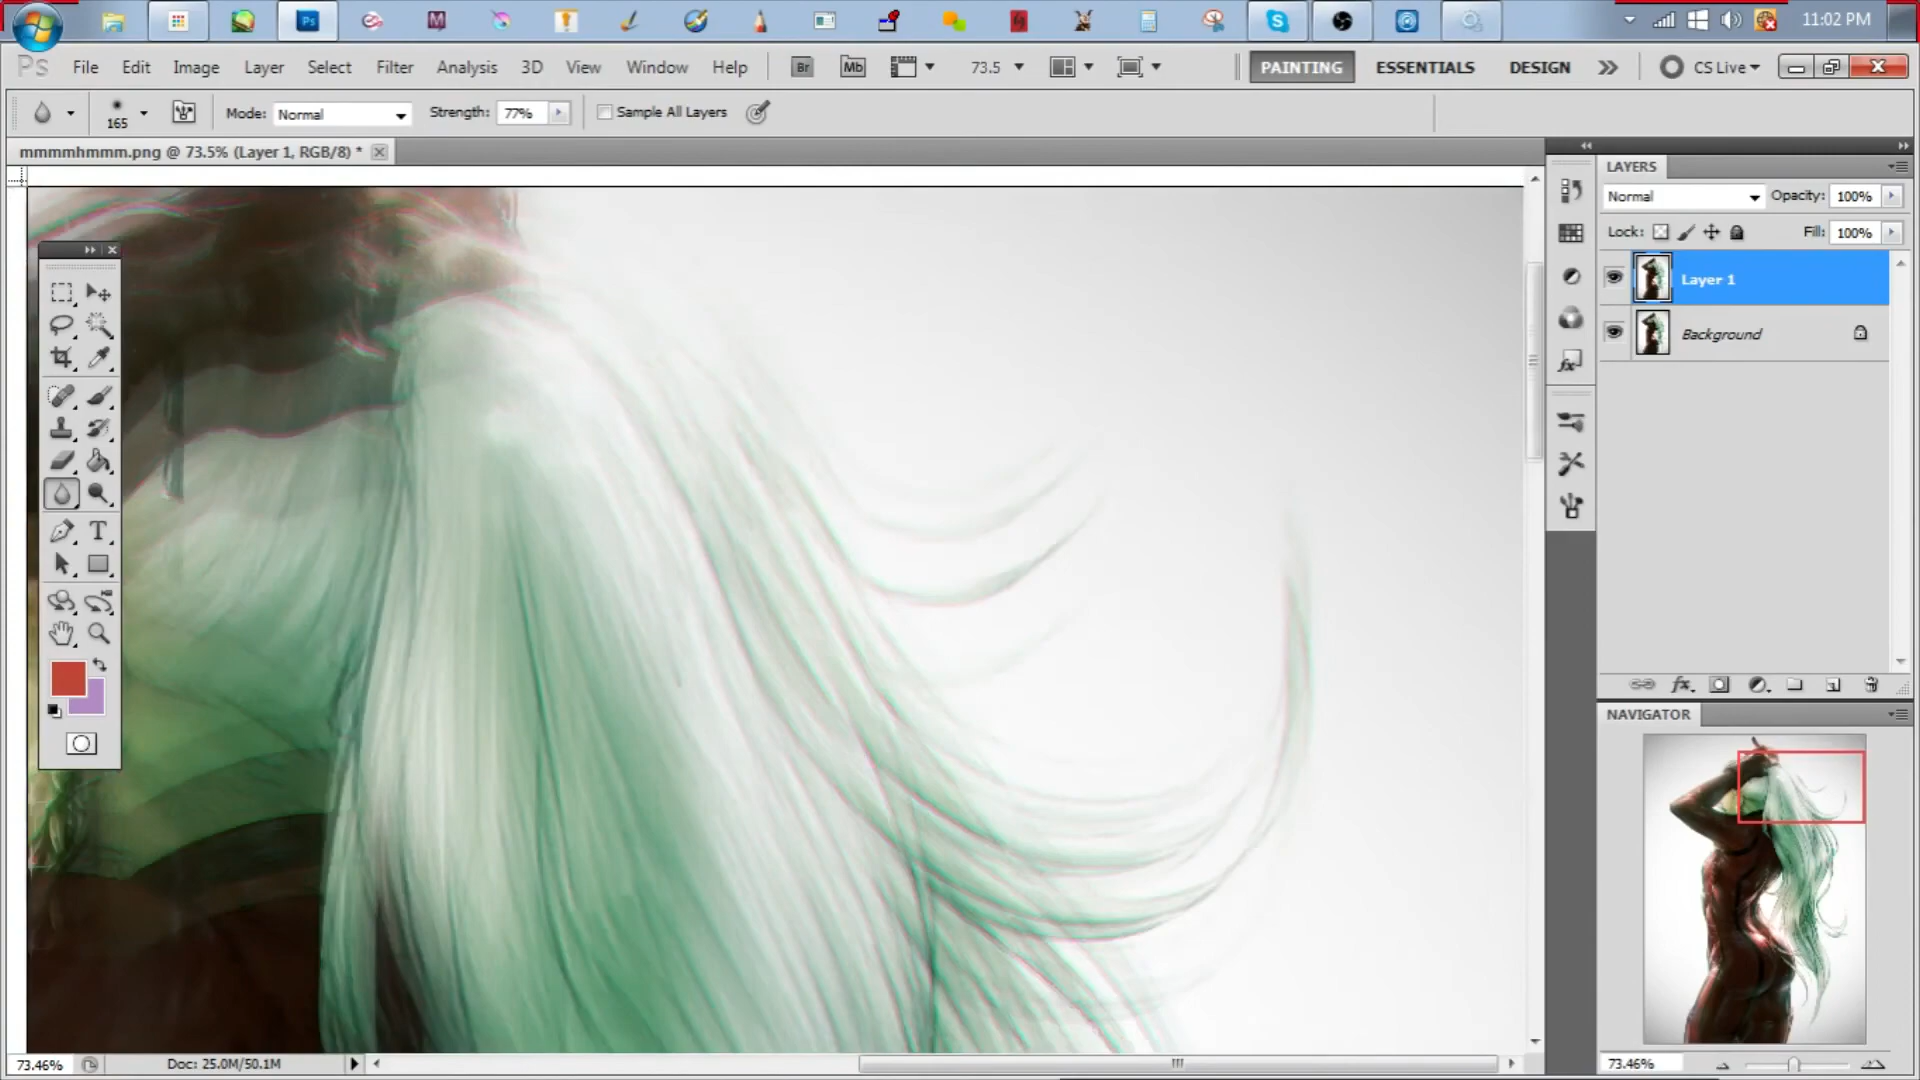 11:02 PM
Ps File Edit Image Layer Select Filter Analysis 3D View Window Help Br Mb 73.5 PAINTING ESSENTIALS DESIGN CS Live
165 Mode: Normal Strength: 77% Sample All Layers
mmmmhmmm.png @ 73.5% (Layer 1, RGB/8) *
LAYERS
Normal Opacity: 100%
Lock: Fill: 100%
Layer 1
Background
NAVIGATOR
73.46% Doc: 25.0M/50.1M
73.46%